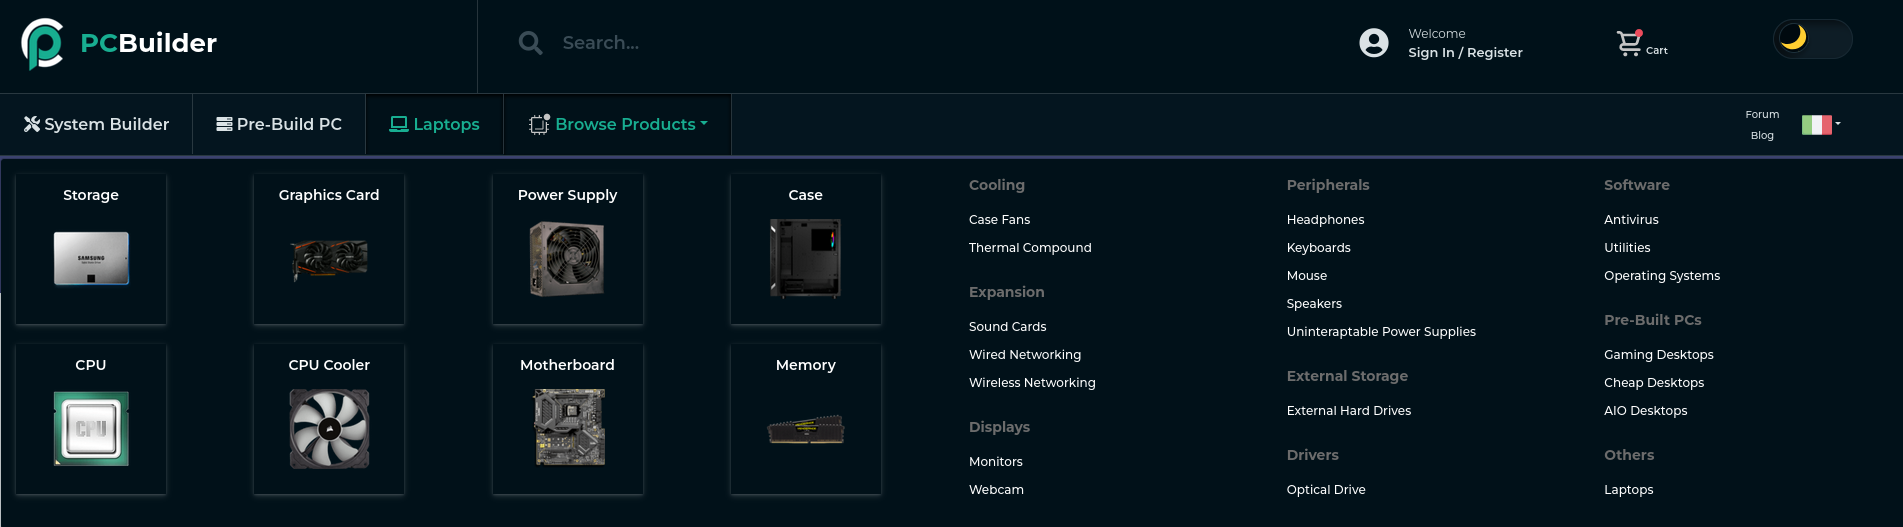 PCBuilder
Search...
Welcome
Sign In / Register
Cart
System Builder
Pre-Build PC
Laptops
Browse Products
Forum
Blog
Storage
SAMSUNG
Graphics Card
Power Supply
Case
CPU
CPU
CPU Cooler
Motherboard
Memory
Cooling
Case Fans
Thermal Compound
Expansion
Sound Cards
Wired Networking
Wireless Networking
Displays
Monitors
Webcam
Peripherals
Headphones
Keyboards
Mouse
Speakers
Uninteraptable Power Supplies
External Storage
External Hard Drives
Drivers
Optical Drive
Software
Antivirus
Utilities
Operating Systems
Pre-Built PCs
Gaming Desktops
Cheap Desktops
AIO Desktops
Others
Laptops